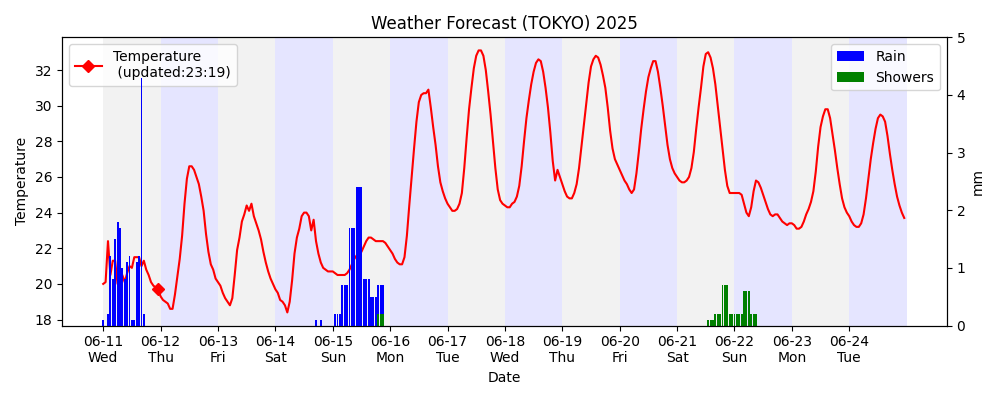 Weather Forecast (TOKYO) 2025
Temperature
(updated:23:19)
Rain
Showers
Temperature
32
30
28
26
24
22
20
18
5
4
3
2
1
0
mm
06-11 06-12 06-13 06-14 06-15 06-16 06-17 06-18 06-19 06-20 06-21 06-22 06-23 06-24
Wed Thu Fri Sat Sun Mon Tue Wed Thu Fri Sat Sun Mon Tue
Date